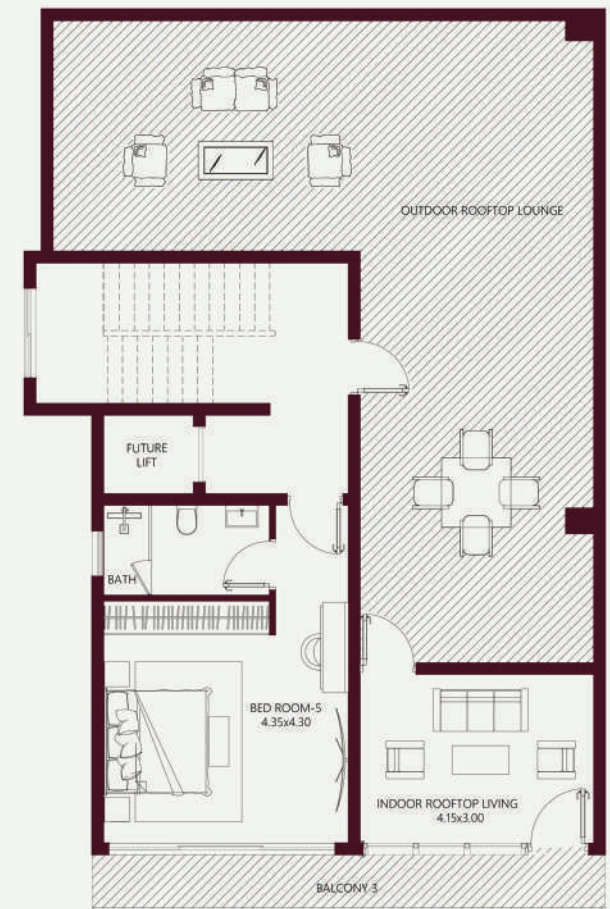 OUTDOOR ROOFTOP LOUNGE
FUTURE
LIFT
BATH
BED ROOM-5
4.35x4.30
INDOOR ROOFTOP LIVING
4.15x3.00
BALCONY 3